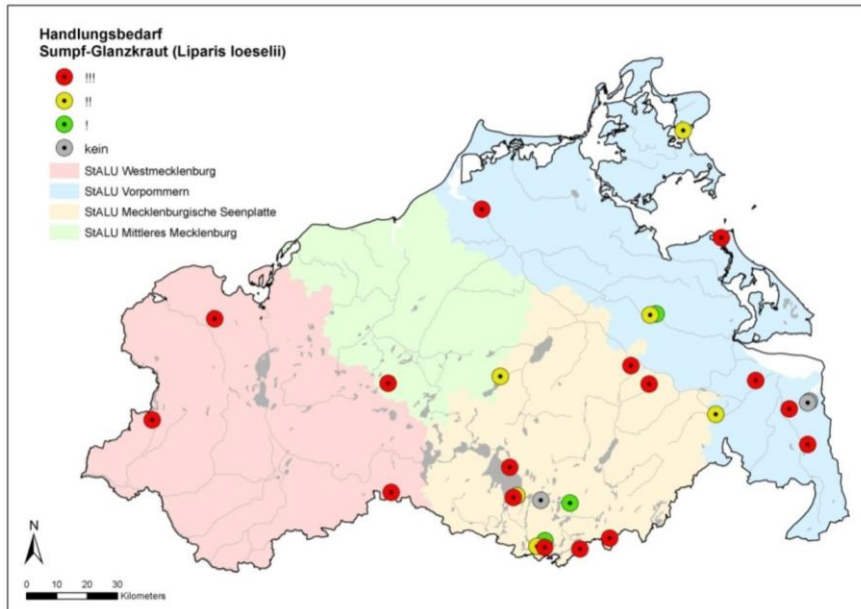 Handlungsbedarf
Sumpf-Glanzkraut (Liparis loeselii)
!!!
!!
!
kein
StALU Westmecklenburg
StALU Vorpommern
StALU Mecklenburgische Seenplatte
StALU Mittleres Mecklenburg
N
0 10 20 30
Kilometers